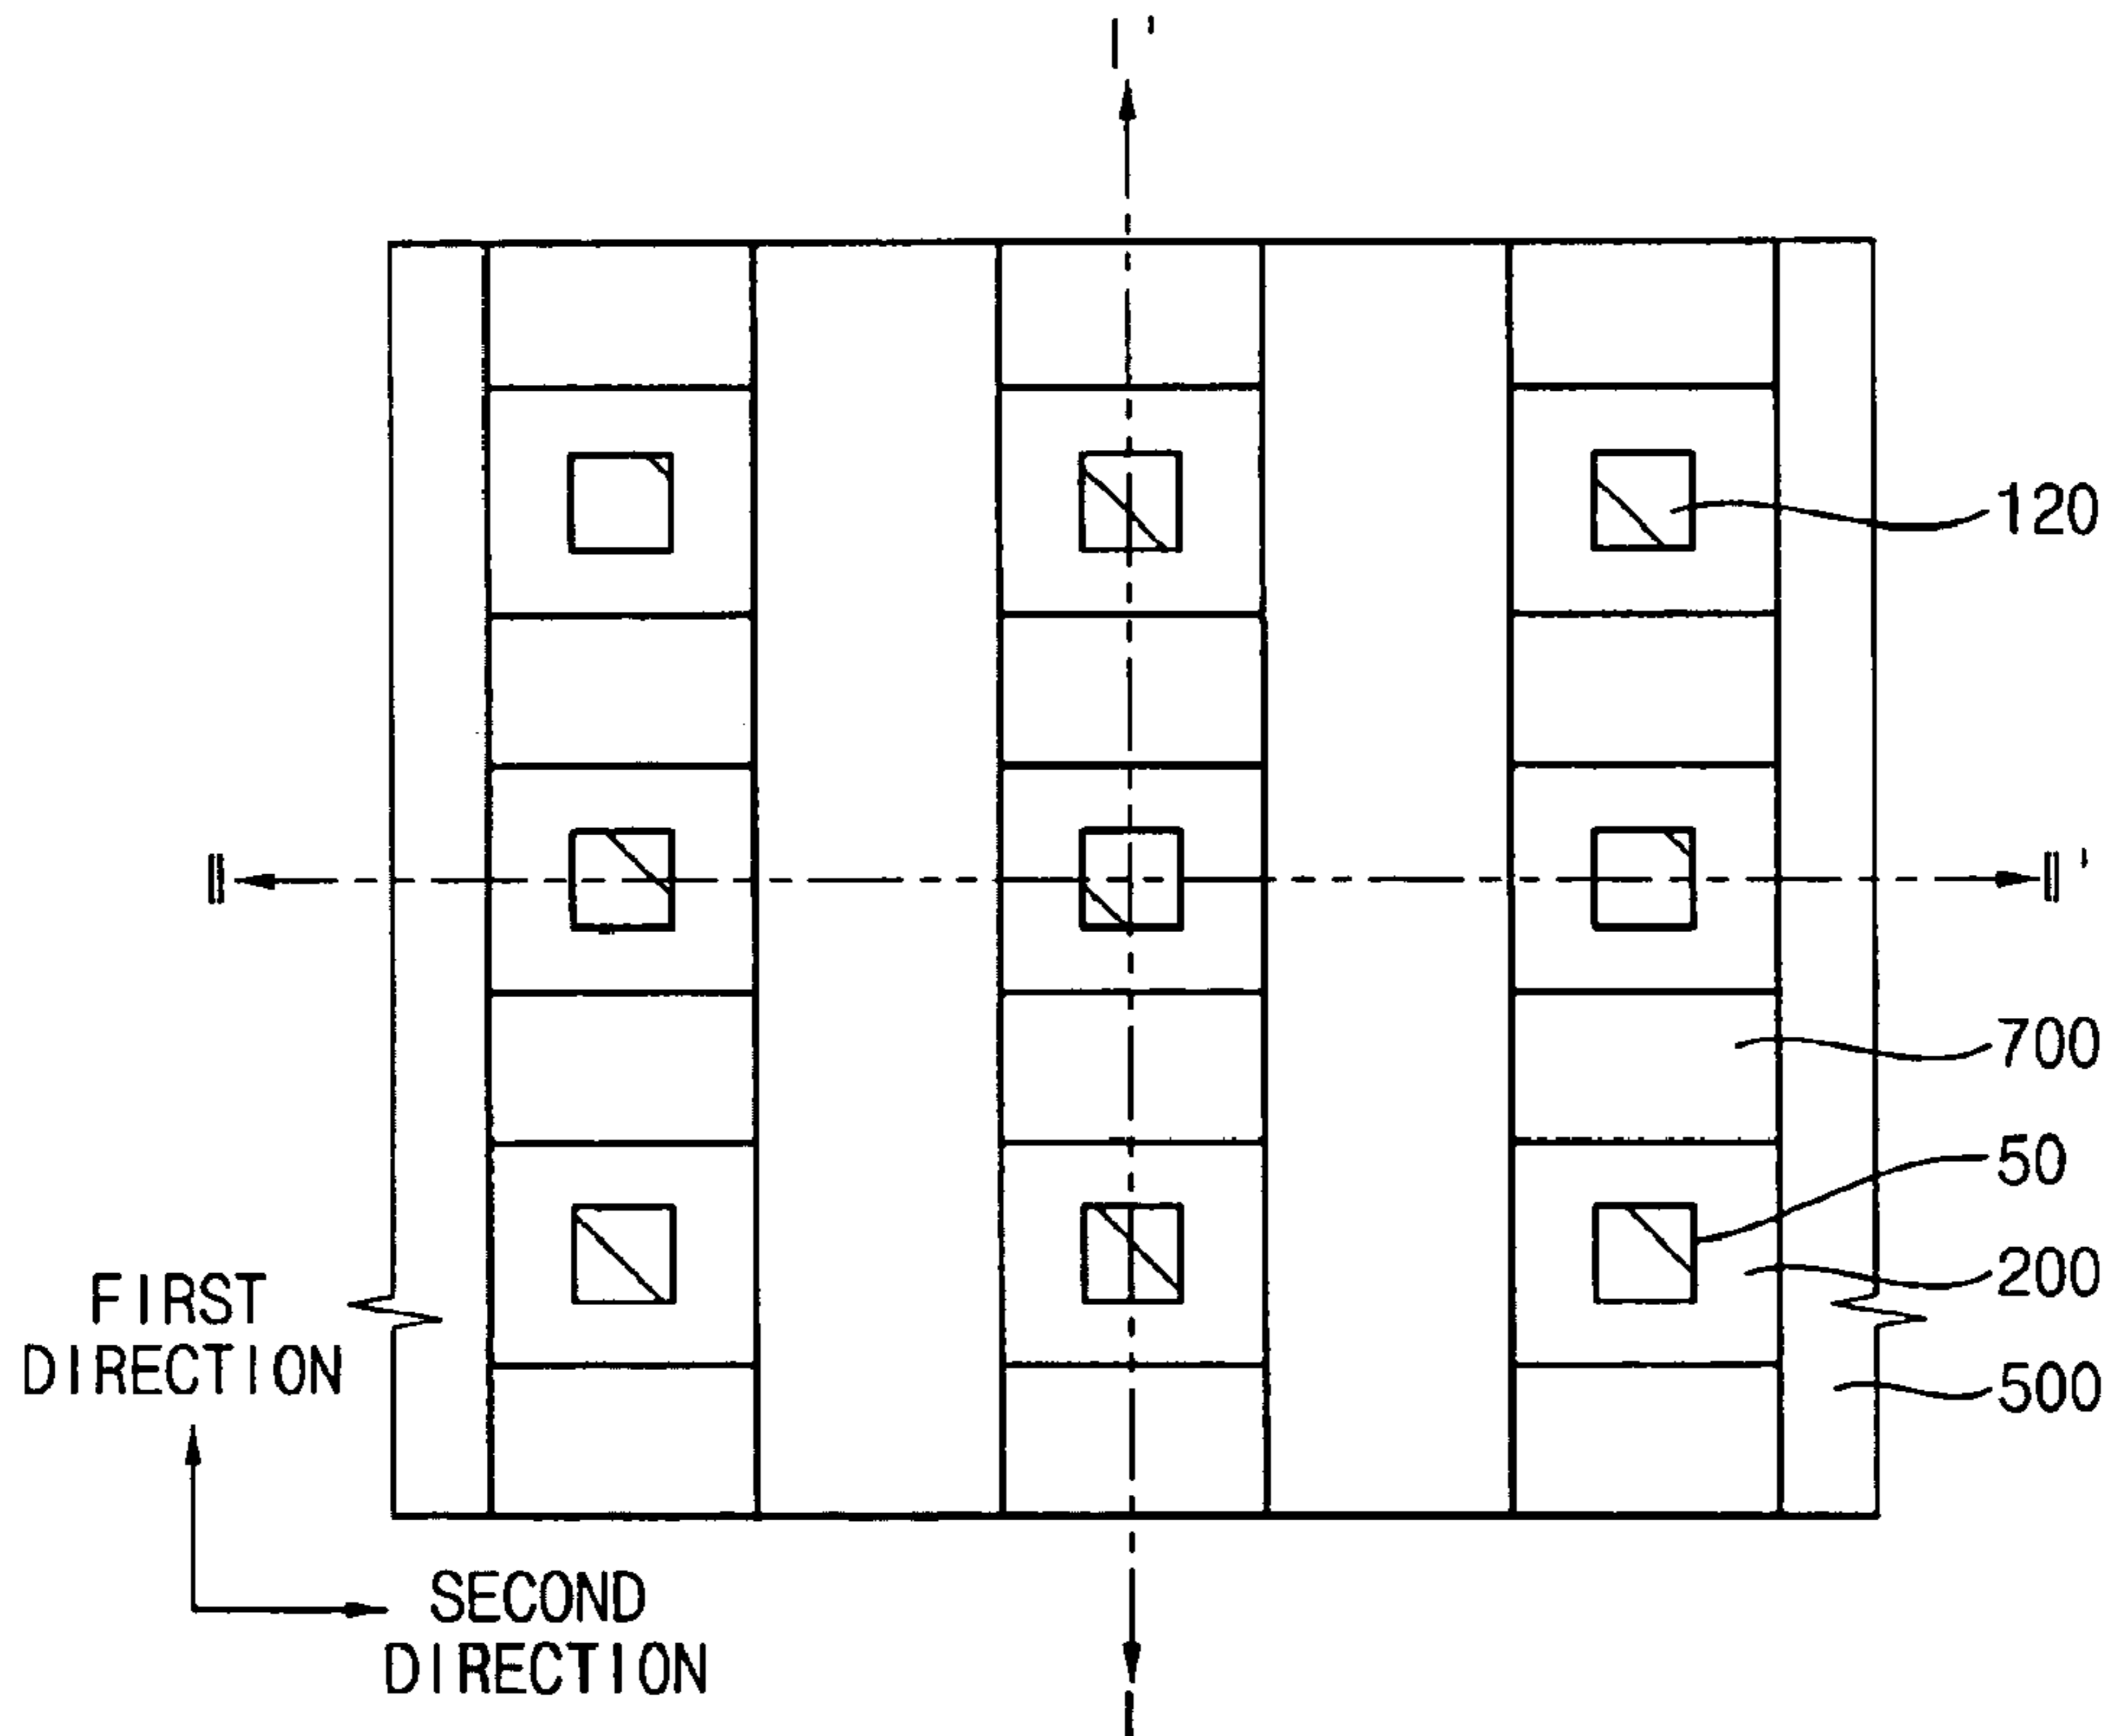 I'
120
II
II'
700
50
200
500
FIRST
DIRECTION
SECOND
DIRECTION
I